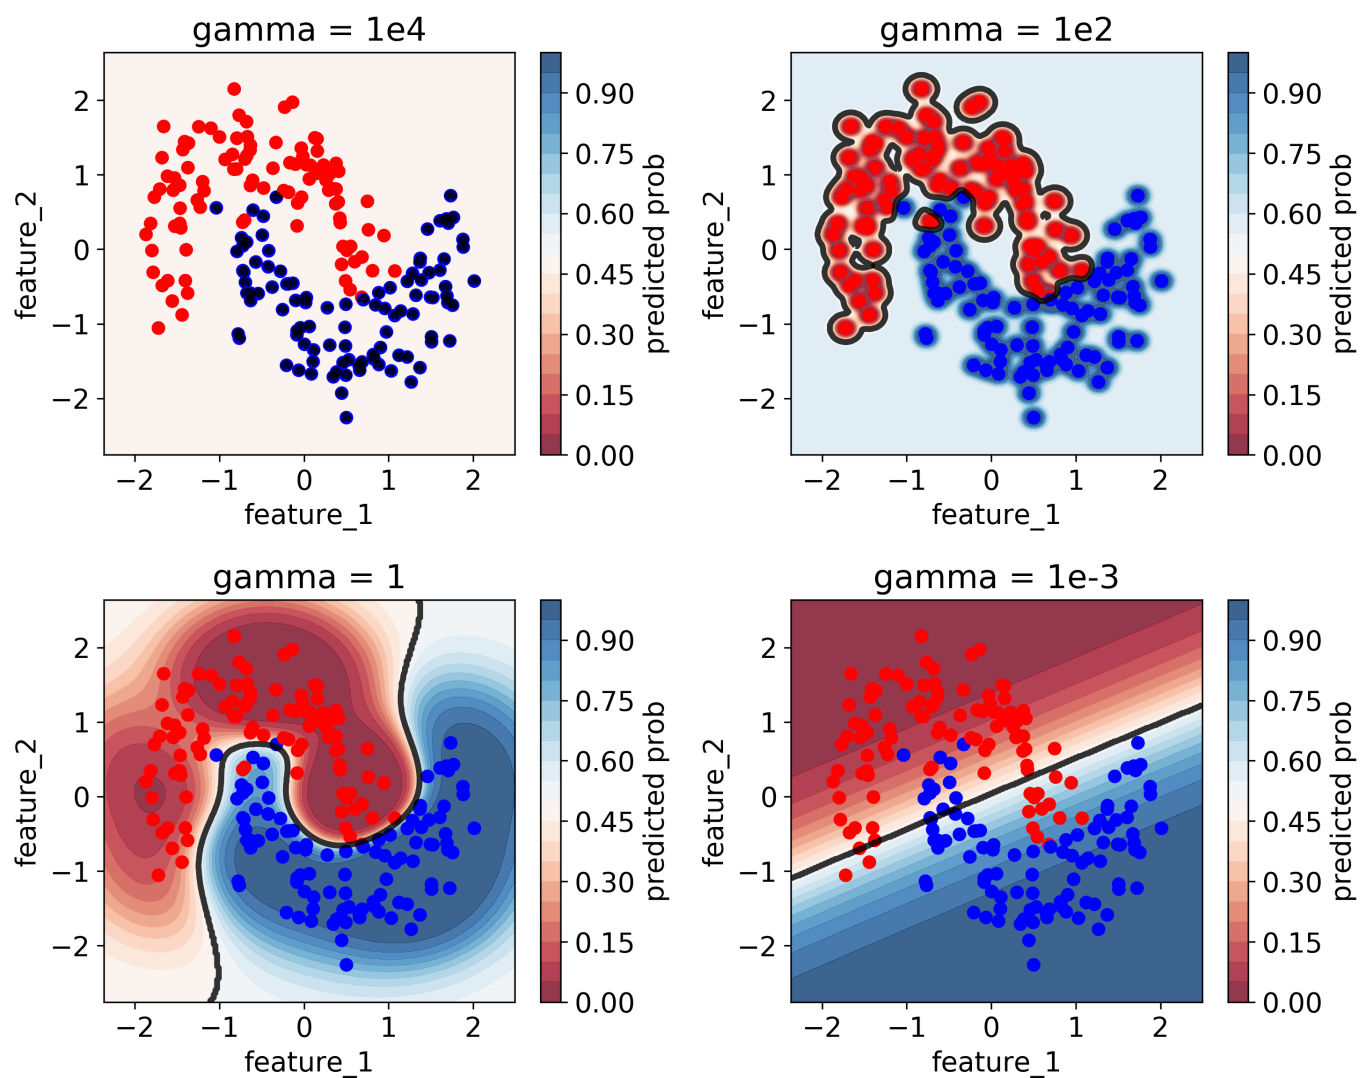 gamma = 1e4
2
1
0
−1
−2
feature_2
−2 −1 0 1 2
feature_1
0.90
0.75
0.60
0.45
0.30
0.15
0.00
predicted prob
gamma = 1e2
2
1
0
−1
−2
feature_2
−2 −1 0 1 2
feature_1
0.90
0.75
0.60
0.45
0.30
0.15
0.00
predicted prob
gamma = 1
2
1
0
−1
−2
feature_2
−2 −1 0 1 2
feature_1
0.90
0.75
0.60
0.45
0.30
0.15
0.00
predicted prob
gamma = 1e-3
2
1
0
−1
−2
feature_2
−2 −1 0 1 2
feature_1
0.90
0.75
0.60
0.45
0.30
0.15
0.00
predicted prob